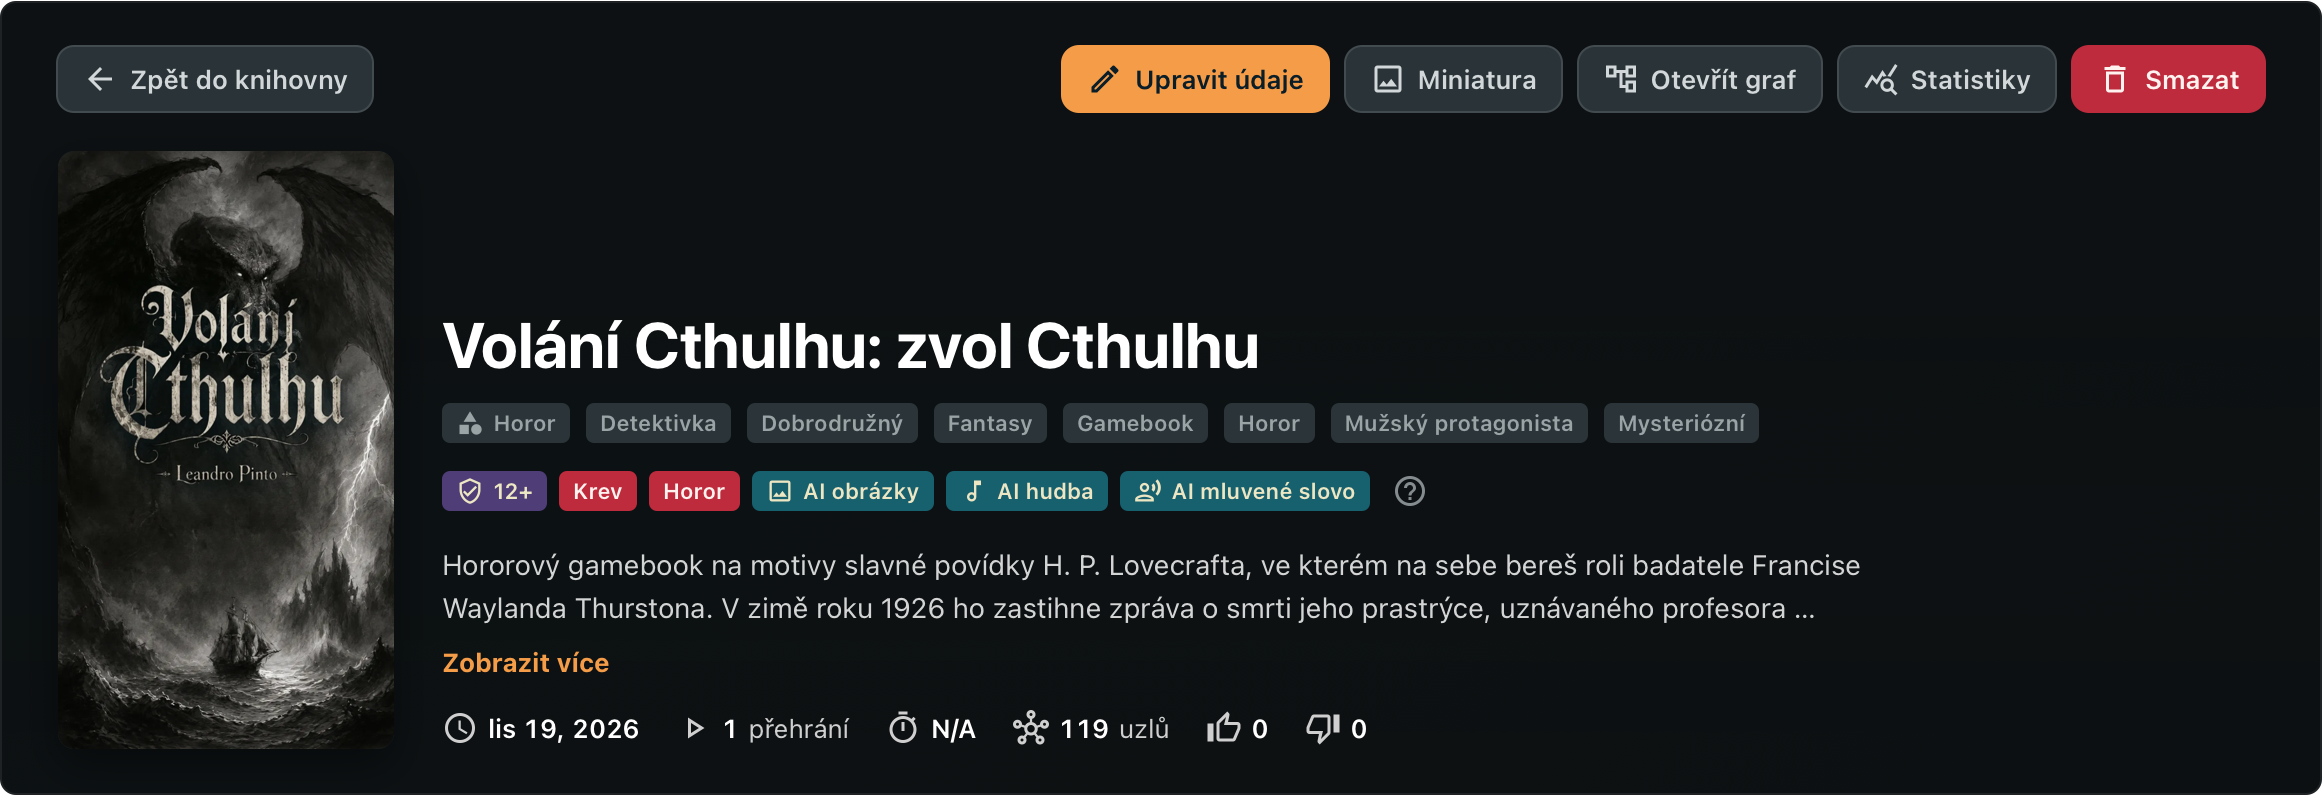 Zpět do knihovny
Upravit údaje
Miniatura
Otevřít graf
Statistiky
Smazat
Volání
Cthulhu
Leandro Pinto
Volání Cthulhu: zvol Cthulhu
Horor Detektivka Dobrodružný Fantasy Gamebook Horor Mužský protagonista Mysteriózní
12+ Krev Horor AI obrázky AI hudba AI mluvené slovo
Hororový gamebook na motivy slavné povídky H. P. Lovecrafta, ve kterém na sebe bereš roli badatele Francise
Waylanda Thurstona. V zimě roku 1926 ho zastihne zpráva o smrti jeho prastrýce, uznávaného profesora ...
Zobrazit více
lis 19, 2026 1 přehrání N/A 119 uzlů 0 0